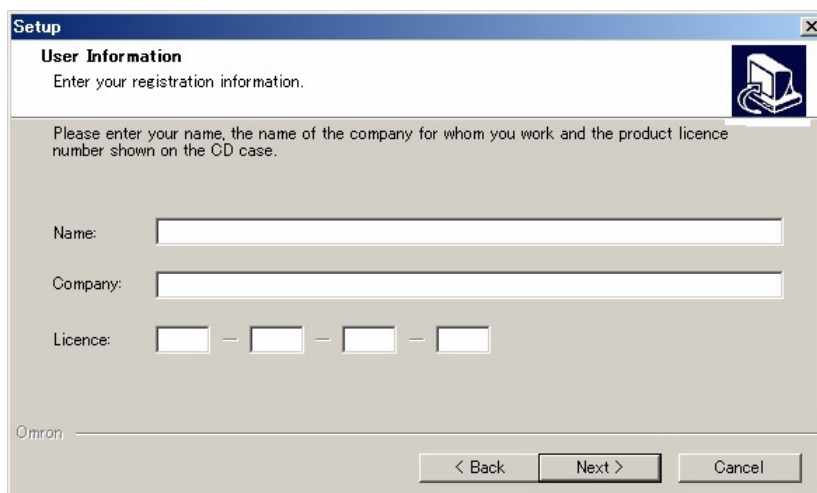 Setup
User Information
Enter your registration information.
Please enter your name, the name of the company for whom you work and the product licence
number shown on the CD case.
Name:
Company:
Licence:
Omron
< Back
Next >
Cancel